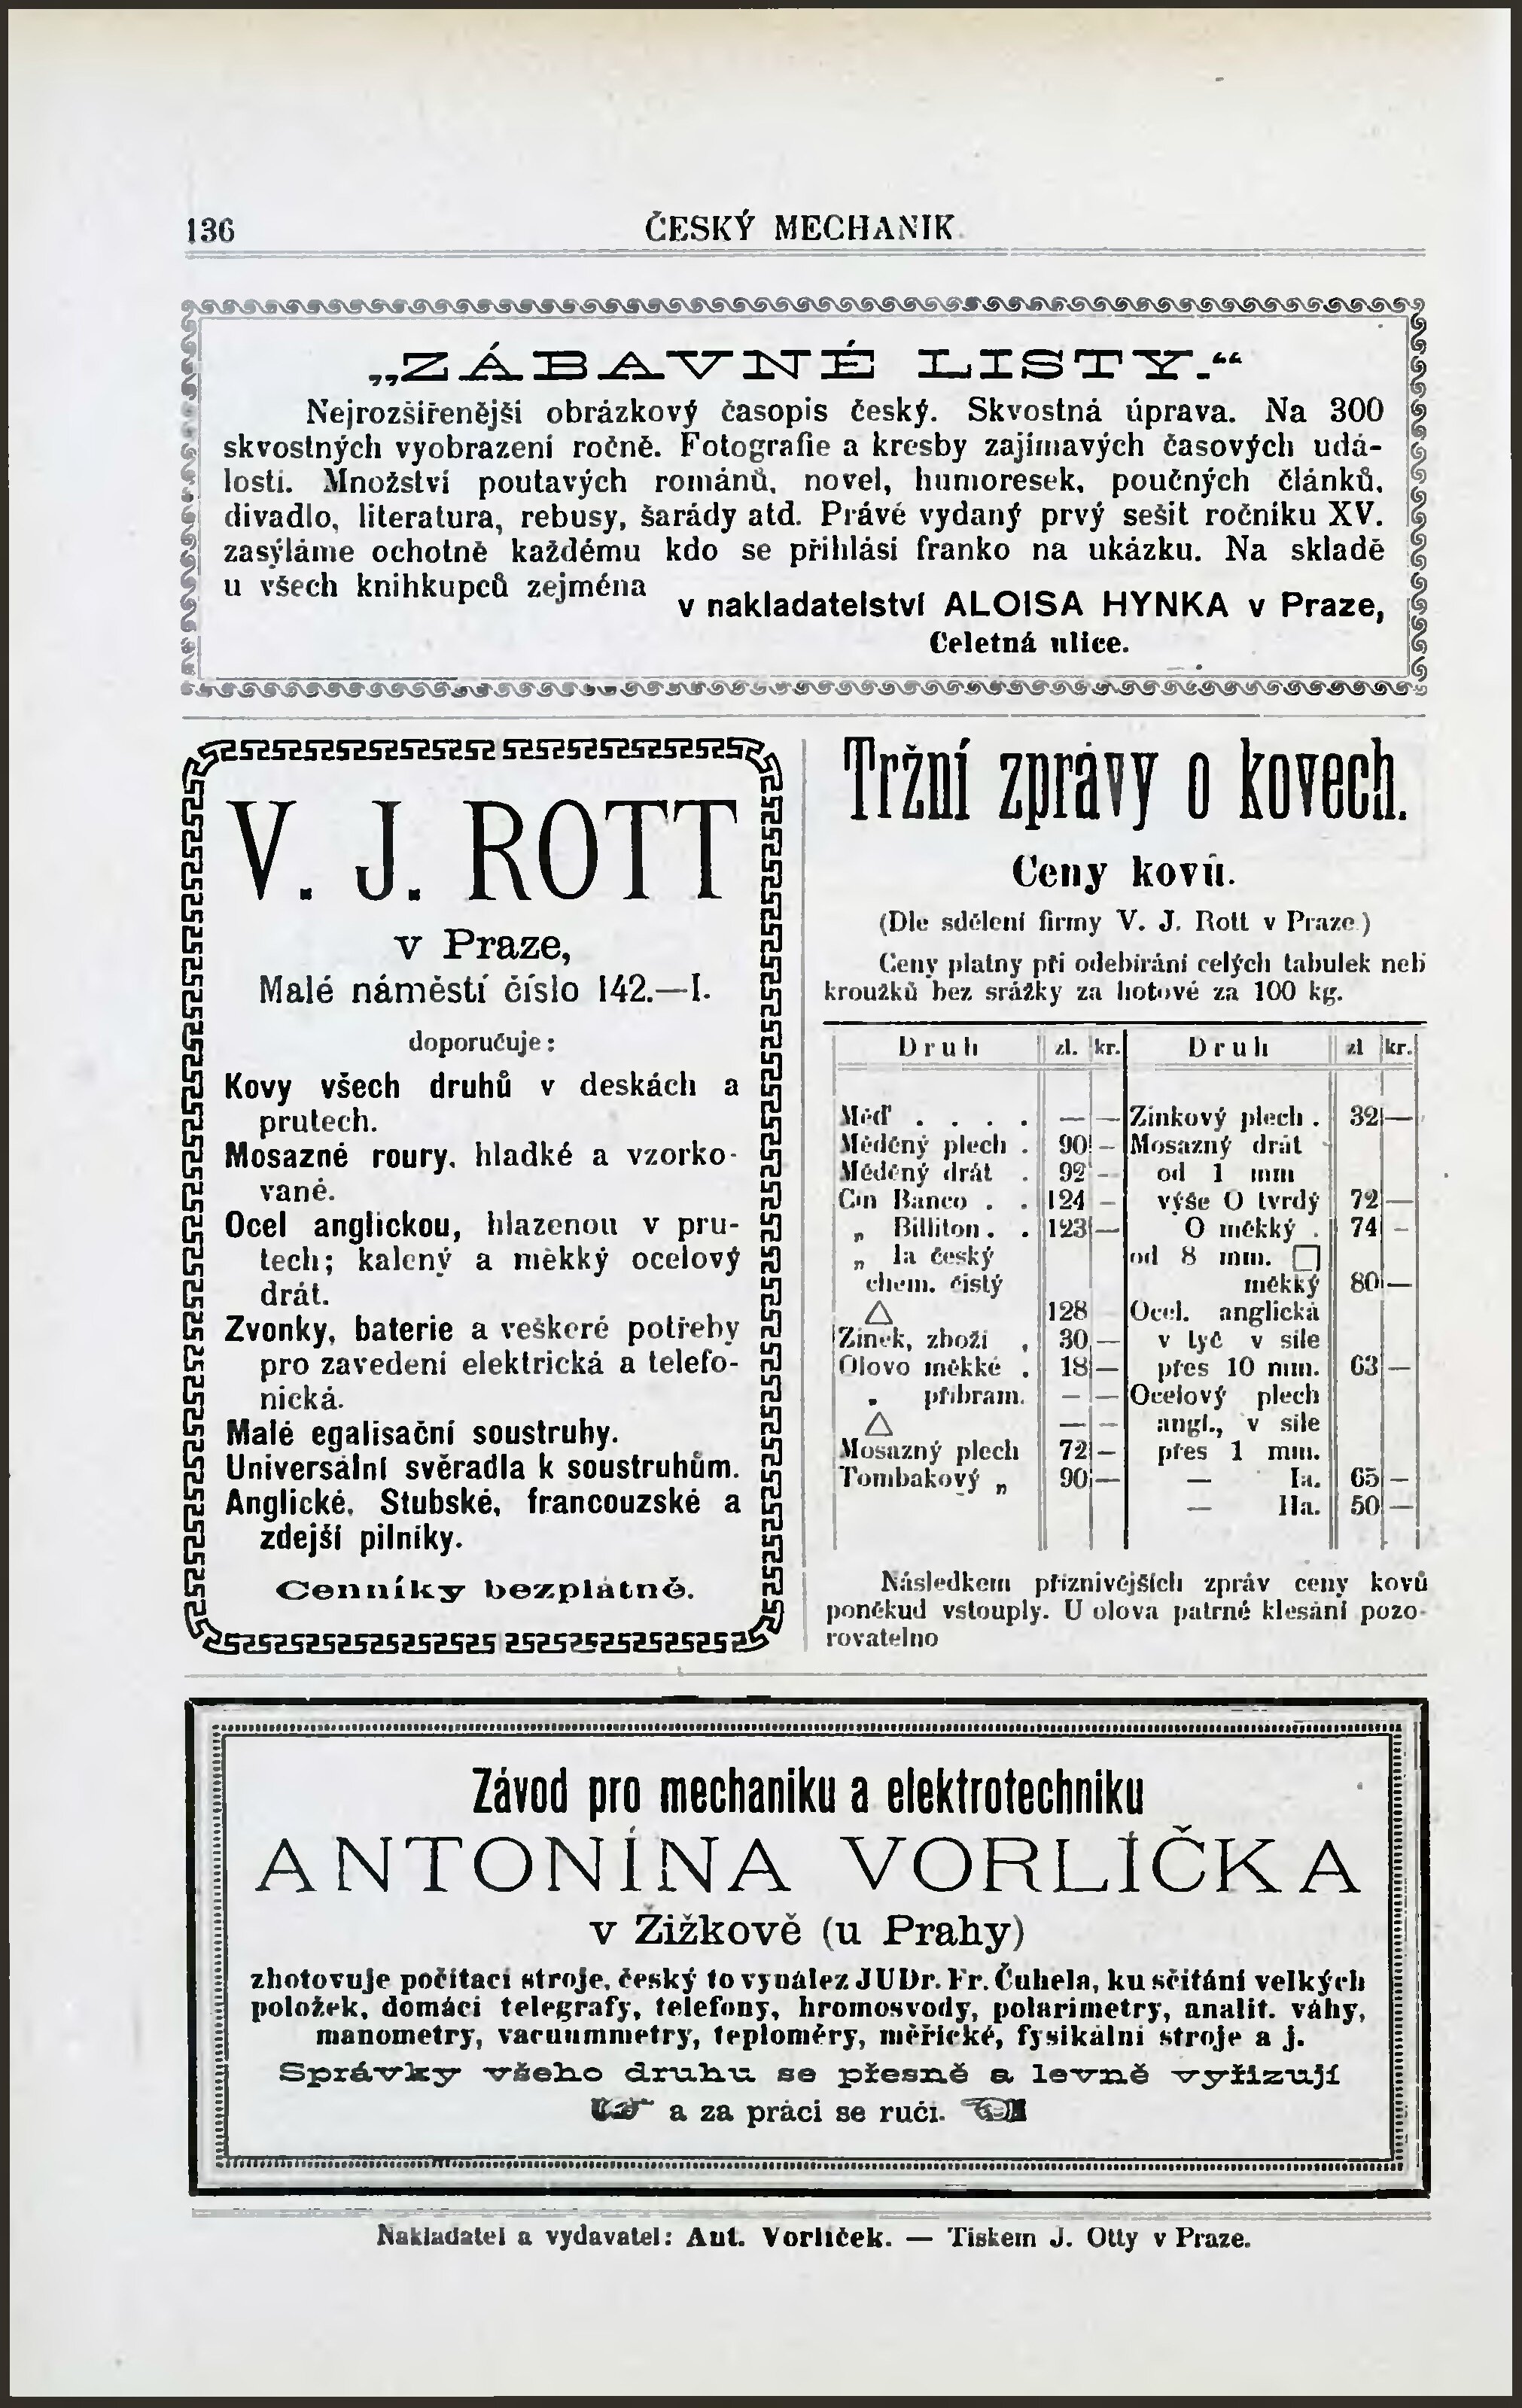 136
ČESKÝ MECHANIK
„ZÁBAVNÉ LISTY.“
Nejrozšířenější obrázkový časopis český. Skvostná úprava. Na 300
skvostných vyobrazení ročně. Fotografie a kresby zajímavých časových udá-
lostí. Množství poutavých románů, novel, humoresek, poučných článků,
divadlo, literatura, rebusy, šarády atd. Právě vydaný prvý sešit ročníku XV.
zasýláme ochotně každému kdo se přihlásí franko na ukázku. Na skladě
u všech knihkupců zejména
v nakladatelství ALOISA HYNKA v Praze,
Celetná ulice.
V. J. ROTT
v Praze,
Malé náměstí číslo 142.—I.
doporučuje:
Kovy všech druhů v deskách a
prutech.
Mosazné roury, hladké a vzorko-
vané.
Ocel anglickou, hlazenou v pru-
tech; kalený a měkký ocelový
drát.
Zvonky, baterie a veškeré potřeby
pro zavedení elektrická a telefo-
nická.
Malé egalisační soustruhy.
Universální svěradla k soustruhům.
Anglické, Stubské, francouzské a
zdejší pilníky.
Cenníky bezplatně.
Tržní zprávy o kovech.
Ceny kovů.
(Dle sdělení firmy V. J. Rott v Praze.)
Ceny platny při odebírání celých tabulek neb
kroužků bez srážky za hotové za 100 kg.
Druh zl. kr. Druh zl kr.
Měď . . . . — —
Měděný plech . 90 —
Měděný drát . 92 —
Cín Banco . . 124 —
„ Billiton . . 123 —
„ Ia český
chem. čistý
△ 128
Zinek, zboží , 30 —
Olovo měkké . 18 —
„ příbram. — —
△ — —
Mosazný plech 72 —
Tombakový „ 90 —
Zinkový plech . 32 —
Mosazný drát
od 1 mm
výše O tvrdý 72 —
O měkký . 74 —
od 8 mm. □
měkký 80 —
Ocel. anglická
v tyč v síle
přes 10 mm. 63 —
Ocelový plech
angl., v síle
přes 1 mm.
— Ia. 65 —
— IIa. 50 —
Následkem příznivějších zpráv ceny kovů
poněkud vstouply. U olova patrné klesání pozo-
rovatelno
Závod pro mechaniku a elektrotechniku
ANTONÍNA VORLÍČKA
v Žižkově (u Prahy)
zhotovuje počítací stroje, český to vynález JUDr. Fr. Čuhela, ku sčítání velkých
položek, domácí telegrafy, telefony, hromosvody, polarimetry, analit. váhy,
manometry, vacuummetry, teploměry, měřické, fysikální stroje a j.
Správky všeho druhu se přesně a levně vyřizují
a za práci se ručí.
Nakladatel a vydavatel: Ant. Vorlíček. — Tiskem J. Otty v Praze.